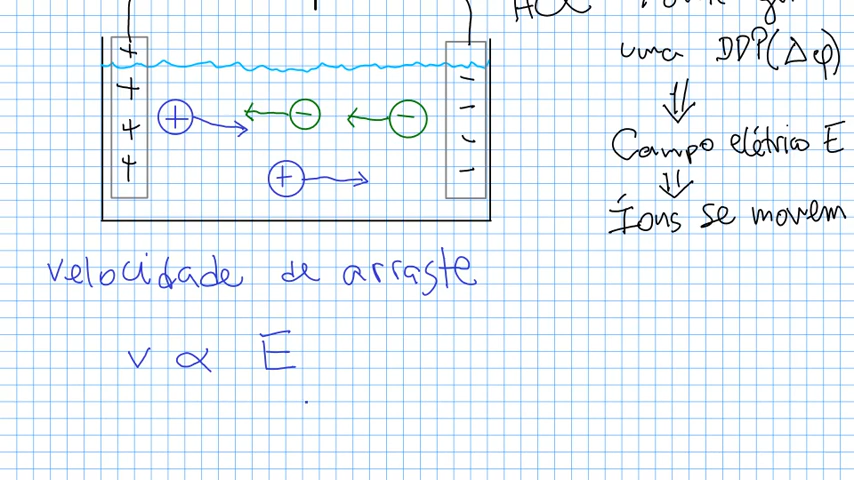 uma DDP(Δφ)
⇓
Campo elétrico E
⇓
Íons se movem
+ −
+ −
+ −
+ −
+ − −
+
velocidade de arraste
v ∝ E